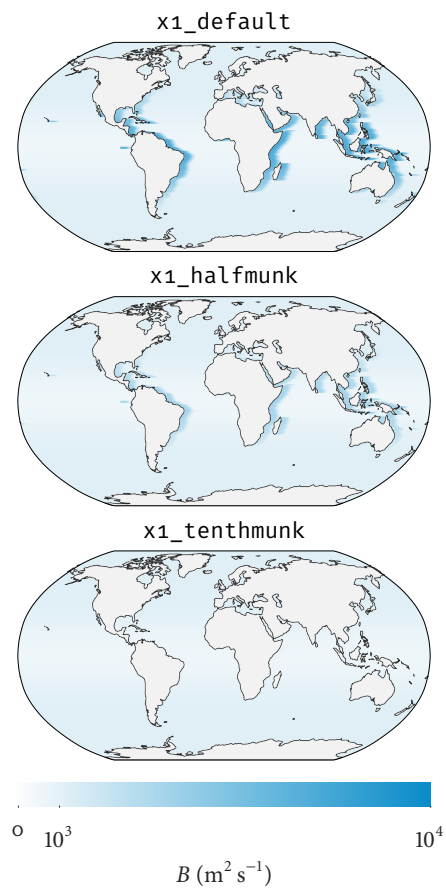 x1_default
x1_halfmunk
x1_tenthmunk
0 10³ 10⁴
B (m² s⁻¹)